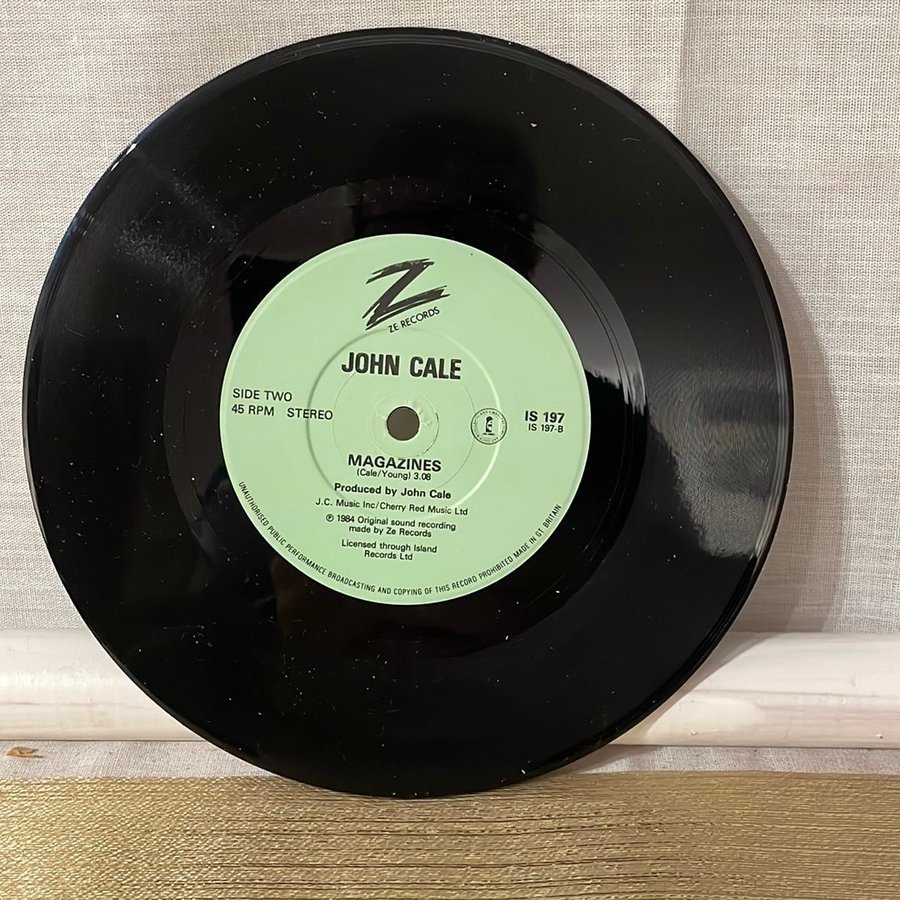 Z
ZE RECORDS
JOHN CALE
SIDE TWO
45 RPM STEREO
IS 197
IS 197-B
MAGAZINES
(Cale/Young) 3.08
Produced by John Cale
J.C. Music Inc/Cherry Red Music Ltd
℗ 1984 Original sound recording
made by Ze Records
Licensed through Island
Records Ltd
UNAUTHORISED PUBLIC PERFORMANCE BROADCASTING AND COPYING OF THIS RECORD PROHIBITED MADE IN GT. BRITAIN